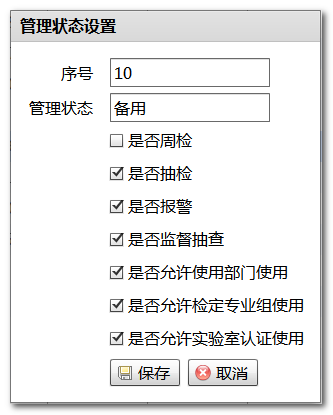 管理状态设置
序号 10
管理状态 备用
是否周检
是否抽检
是否报警
是否监督抽查
是否允许使用部门使用
是否允许检定专业组使用
是否允许实验室认证使用
保存 取消